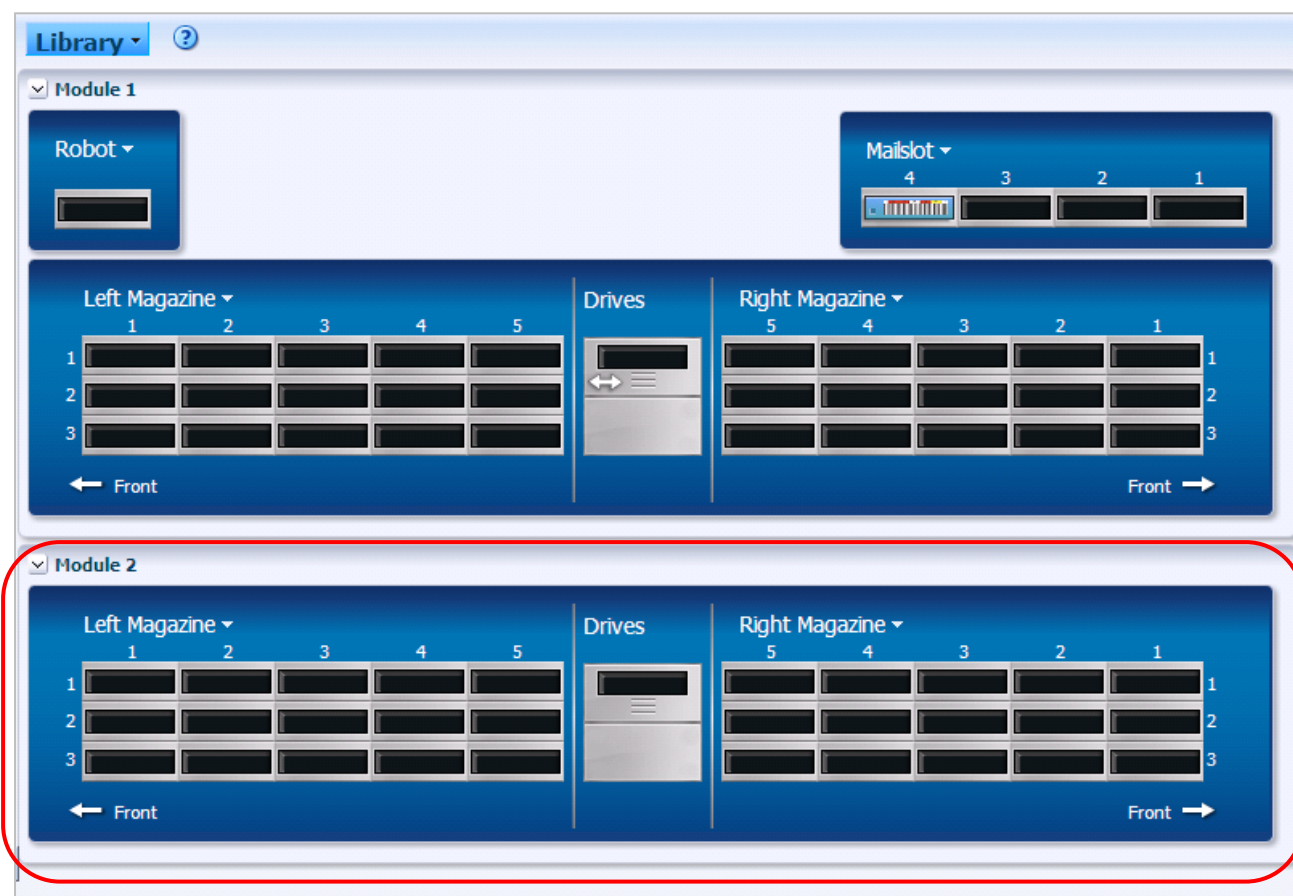 Library ?
Module 1
Robot
Mailslot
4 3 2 1
Left Magazine Drives Right Magazine
1 2 3 4 5 5 4 3 2 1
1 1
2 2
3 3
Front Front
Module 2
Left Magazine Drives Right Magazine
1 2 3 4 5 5 4 3 2 1
1 1
2 2
3 3
Front Front